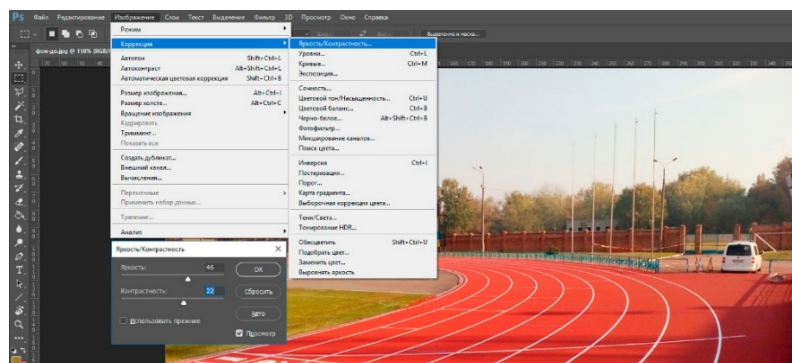 Ps Файл Редактирование Изображение Слои Текст Выделение Фильтр 3D Просмотр Окно Справка
Выделение и маска...
Режим
Коррекция
Автотон Shift+Ctrl+L
Автоконтраст Alt+Shift+Ctrl+L
Автоматическая цветовая коррекция Shift+Ctrl+B
Размер изображения... Alt+Ctrl+I
Размер холста... Alt+Ctrl+C
Вращение изображения
Кадрировать
Тримминг...
Показать все
Создать дубликат...
Внешний канал...
Вычисления...
Переменные
Применить набор данных...
Треппинг...
Анализ
Яркость/Контрастность...
Уровни... Ctrl+L
Кривые... Ctrl+M
Экспозиция...
Сочность...
Цветовой тон/Насыщенность... Ctrl+U
Цветовой баланс... Ctrl+B
Черно-белое... Alt+Shift+Ctrl+B
Фотофильтр...
Микширование каналов...
Поиск цвета...
Инверсия Ctrl+I
Постеризация...
Порог...
Карта градиента...
Выборочная коррекция цвета...
Тени/Света...
Тонирование HDR...
Обесцветить Shift+Ctrl+U
Подобрать цвет...
Заменить цвет...
Выровнять яркость
Яркость/Контрастность
Яркость: 46
OK
Контрастность: 22
Сбросить
Авто
Использовать прежние
Просмотр